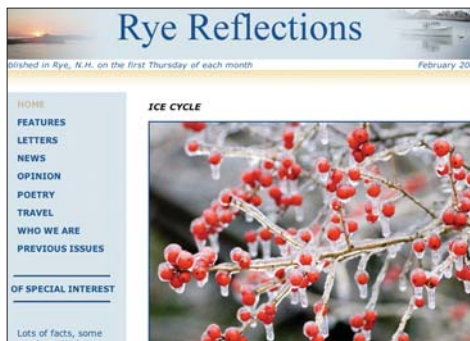 Rye Reflections
blished in Rye, N.H. on the first Thursday of each month
February 20
HOME
FEATURES
LETTERS
NEWS
OPINION
POETRY
TRAVEL
WHO WE ARE
PREVIOUS ISSUES
OF SPECIAL INTEREST
Lots of facts, some
ICE CYCLE